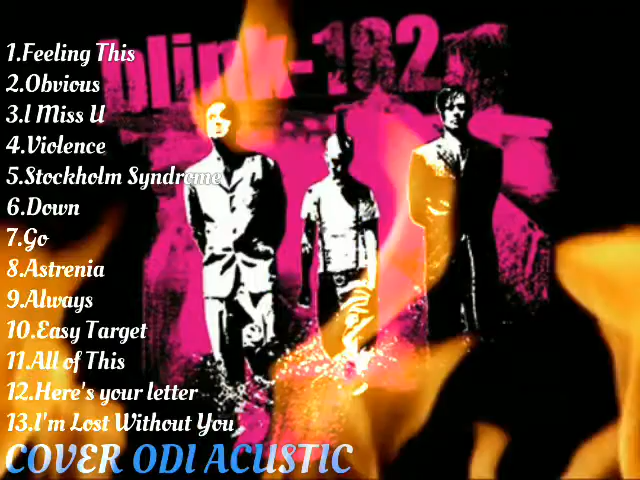 blink-182
1.Feeling This
2.Obvious
3.I Miss U
4.Violence
5.Stockholm Syndrome
6.Down
7.Go
8.Astrenia
9.Always
10.Easy Target
11.All of This
12.Here's your letter
13.I'm Lost Without You
COVER ODI ACUSTIC